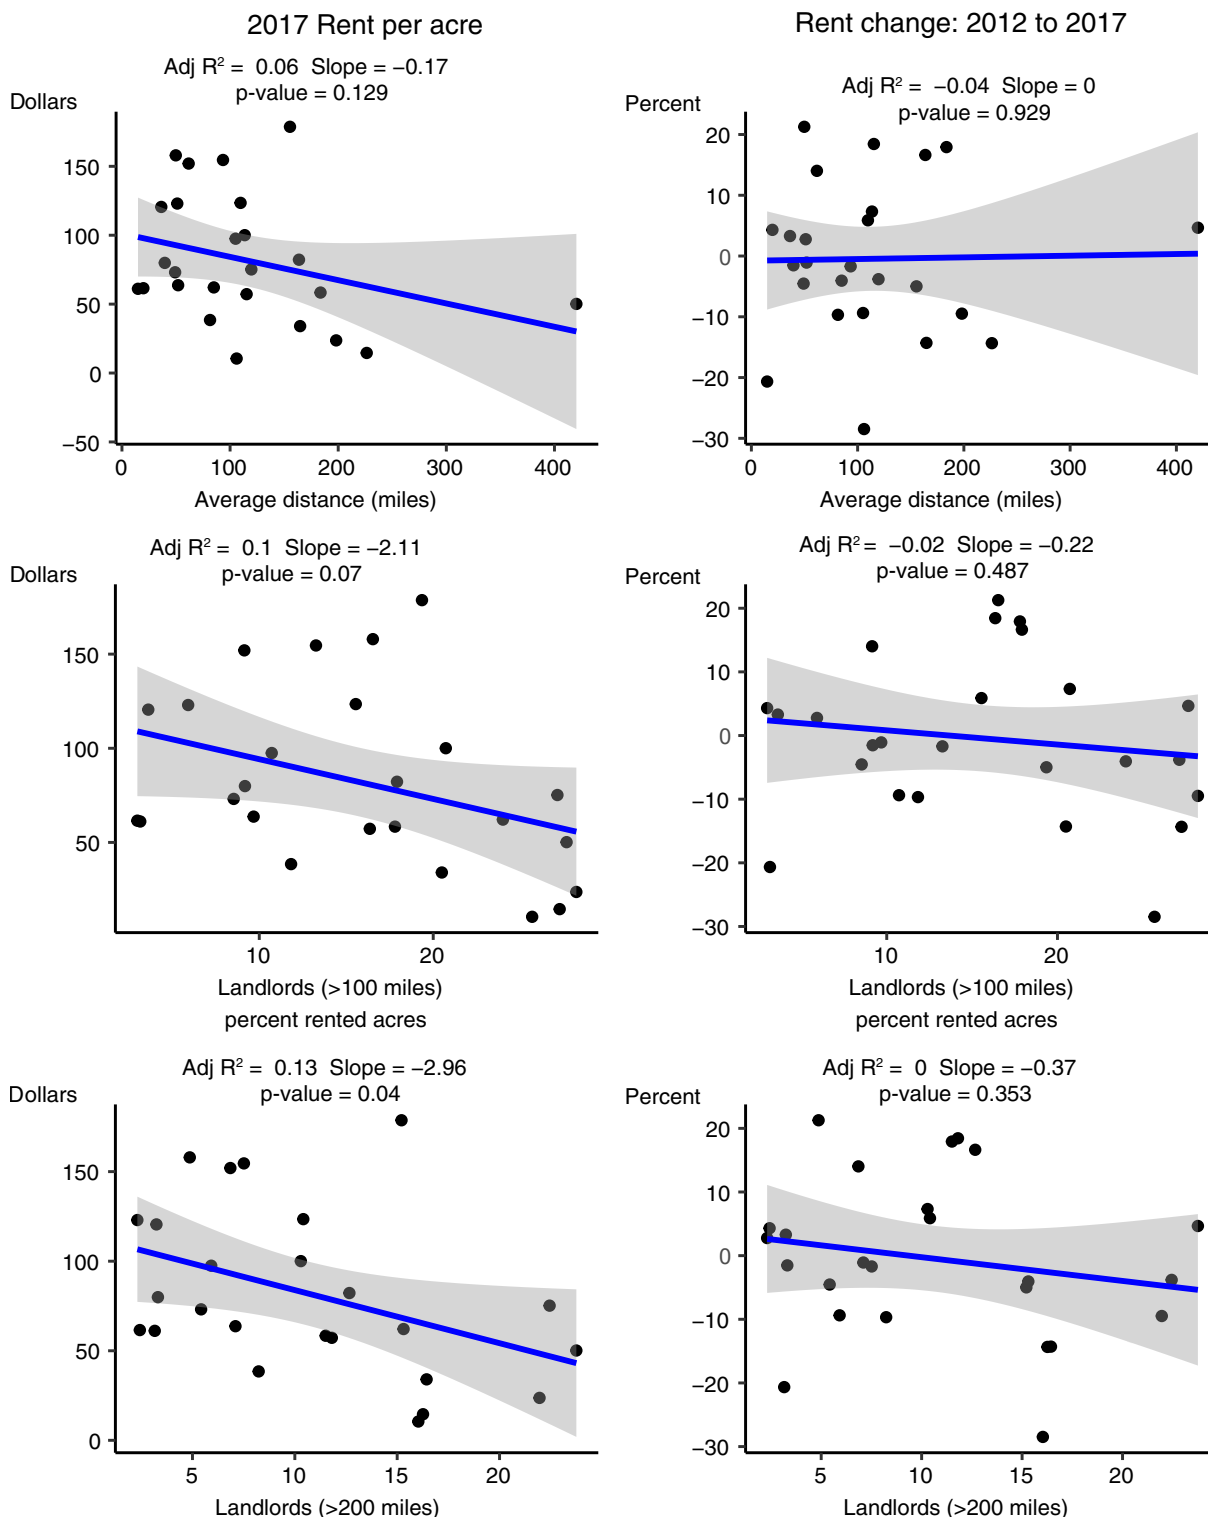 2017 Rent per acre
Rent change: 2012 to 2017
Adj R² = 0.06 Slope = −0.17
p-value = 0.129
Dollars
150
100
50
0
−50
0 100 200 300 400
Average distance (miles)
Adj R² = −0.04 Slope = 0
p-value = 0.929
Percent
20
10
0
−10
−20
−30
0 100 200 300 400
Average distance (miles)
Adj R² = 0.1 Slope = −2.11
p-value = 0.07
Dollars
150
100
50
10 20
Landlords (>100 miles)
percent rented acres
Adj R² = −0.02 Slope = −0.22
p-value = 0.487
Percent
20
10
0
−10
−20
−30
10 20
Landlords (>100 miles)
percent rented acres
Adj R² = 0.13 Slope = −2.96
p-value = 0.04
Dollars
150
100
50
0
5 10 15 20
Landlords (>200 miles)
Adj R² = 0 Slope = −0.37
p-value = 0.353
Percent
20
10
0
−10
−20
−30
5 10 15 20
Landlords (>200 miles)